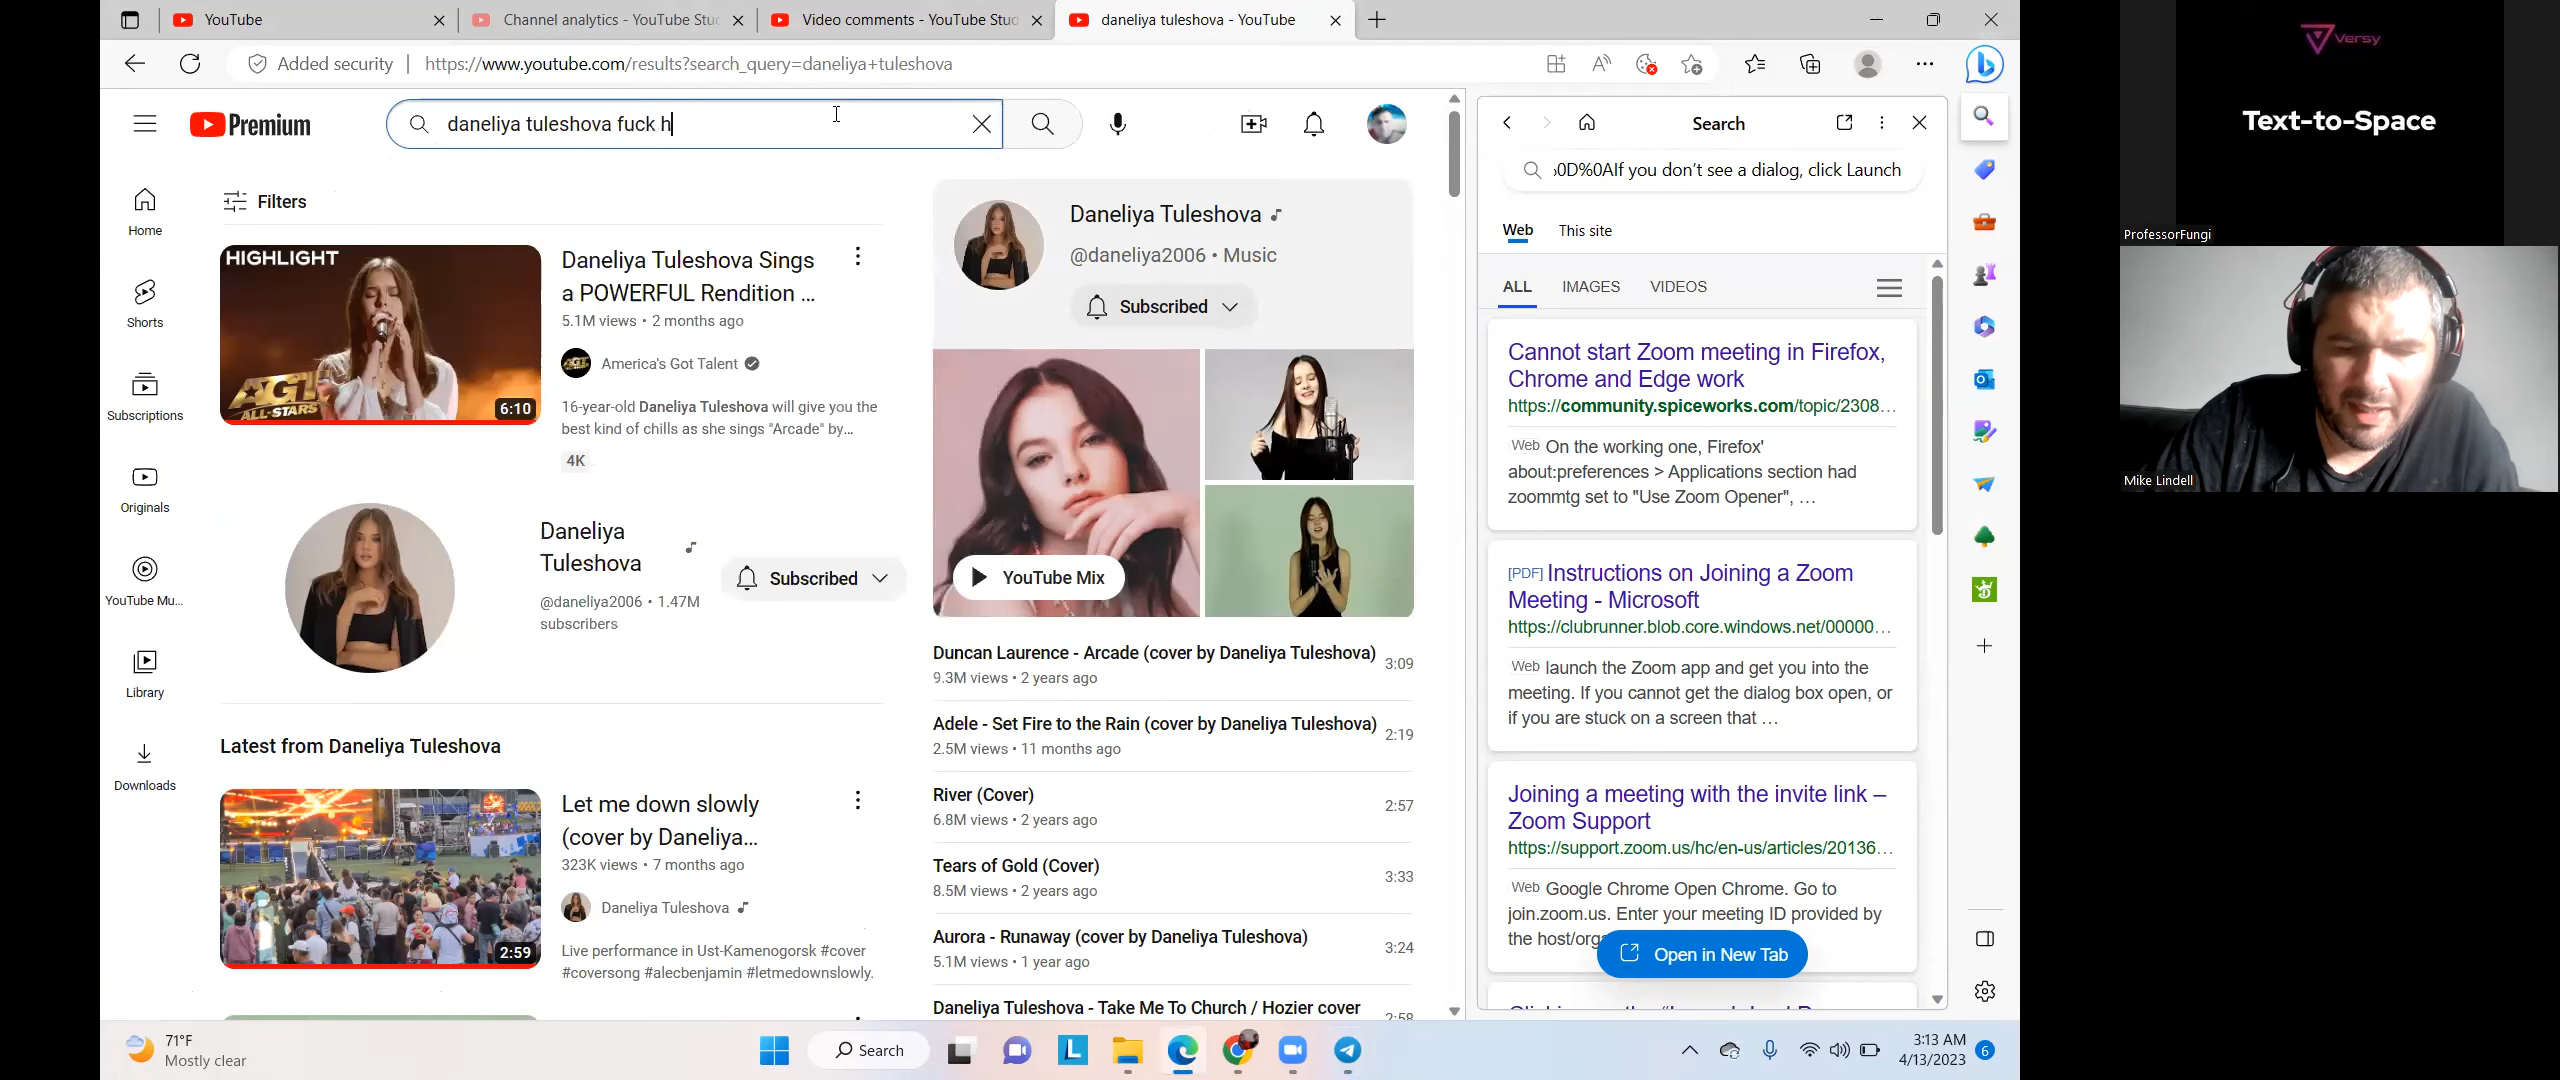 YouTube
Channel analytics - YouTube Stu
Video comments - YouTube Stud
daneliya tuleshova - YouTube
Added security
https://www.youtube.com/results?search_query=daneliya+tuleshova
Premium
daneliya tuleshova fuck h
Home
Shorts
Subscriptions
Originals
YouTube Mu...
Library
Downloads
Filters
HIGHLIGHT
AGT
ALL-STARS
6:10
Daneliya Tuleshova Sings
a POWERFUL Rendition ...
5.1M views • 2 months ago
America's Got Talent
16-year-old Daneliya Tuleshova will give you the
best kind of chills as she sings "Arcade" by...
4K
Daneliya
Tuleshova
@daneliya2006 • 1.47M
subscribers
Subscribed
Latest from Daneliya Tuleshova
2:59
Let me down slowly
(cover by Daneliya...
323K views • 7 months ago
Daneliya Tuleshova
Live performance in Ust-Kamenogorsk #cover
#coversong #alecbenjamin #letmedownslowly.
Daneliya Tuleshova
@daneliya2006 • Music
Subscribed
YouTube Mix
Duncan Laurence - Arcade (cover by Daneliya Tuleshova)
3:09
9.3M views • 2 years ago
Adele - Set Fire to the Rain (cover by Daneliya Tuleshova)
2:19
2.5M views • 11 months ago
River (Cover)
2:57
6.8M views • 2 years ago
Tears of Gold (Cover)
3:33
8.5M views • 2 years ago
Aurora - Runaway (cover by Daneliya Tuleshova)
3:24
5.1M views • 1 year ago
Daneliya Tuleshova - Take Me To Church / Hozier cover
2:58
Search
0D%0AIf you don't see a dialog, click Launch
Web This site
ALL IMAGES VIDEOS
Cannot start Zoom meeting in Firefox,
Chrome and Edge work
https://community.spiceworks.com/topic/2308...
Web On the working one, Firefox'
about:preferences > Applications section had
zoommtg set to "Use Zoom Opener", ...
[PDF] Instructions on Joining a Zoom
Meeting - Microsoft
https://clubrunner.blob.core.windows.net/00000...
Web launch the Zoom app and get you into the
meeting. If you cannot get the dialog box open, or
if you are stuck on a screen that ...
Joining a meeting with the invite link –
Zoom Support
https://support.zoom.us/hc/en-us/articles/20136...
Web Google Chrome Open Chrome. Go to
join.zoom.us. Enter your meeting ID provided by
the host/orga
Open in New Tab
Versy
Text-to-Space
ProfessorFungi
Mike Lindell
71°F
Mostly clear
Search
L
3:13 AM
4/13/2023
6